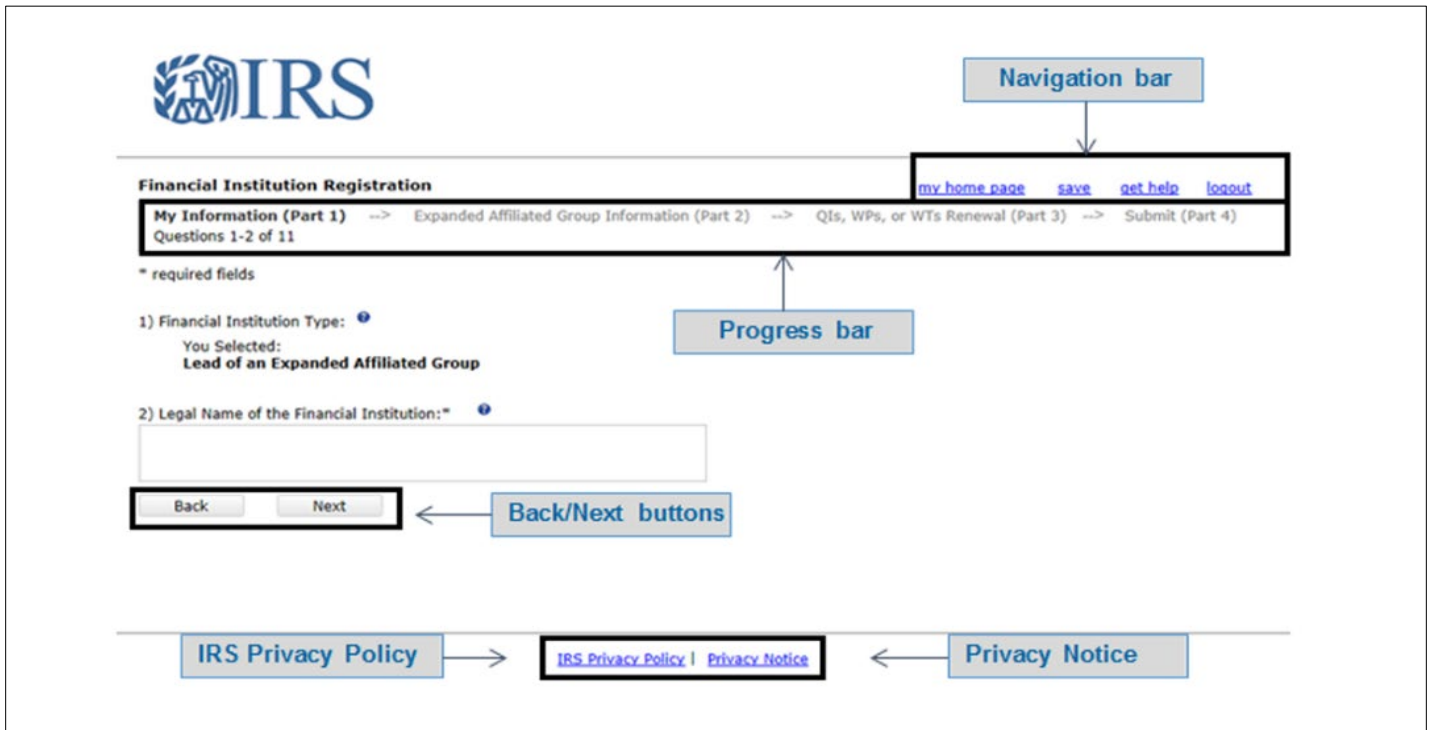 IRS
Navigation bar
Financial Institution Registration
my home page save get help logout
My Information (Part 1) --> Expanded Affiliated Group Information (Part 2) --> QIs, WPs, or WTs Renewal (Part 3) --> Submit (Part 4)
Questions 1-2 of 11
* required fields
Progress bar
1) Financial Institution Type: ?
You Selected:
Lead of an Expanded Affiliated Group
2) Legal Name of the Financial Institution:* ?
Back Next
Back/Next buttons
IRS Privacy Policy
IRS Privacy Policy | Privacy Notice
Privacy Notice